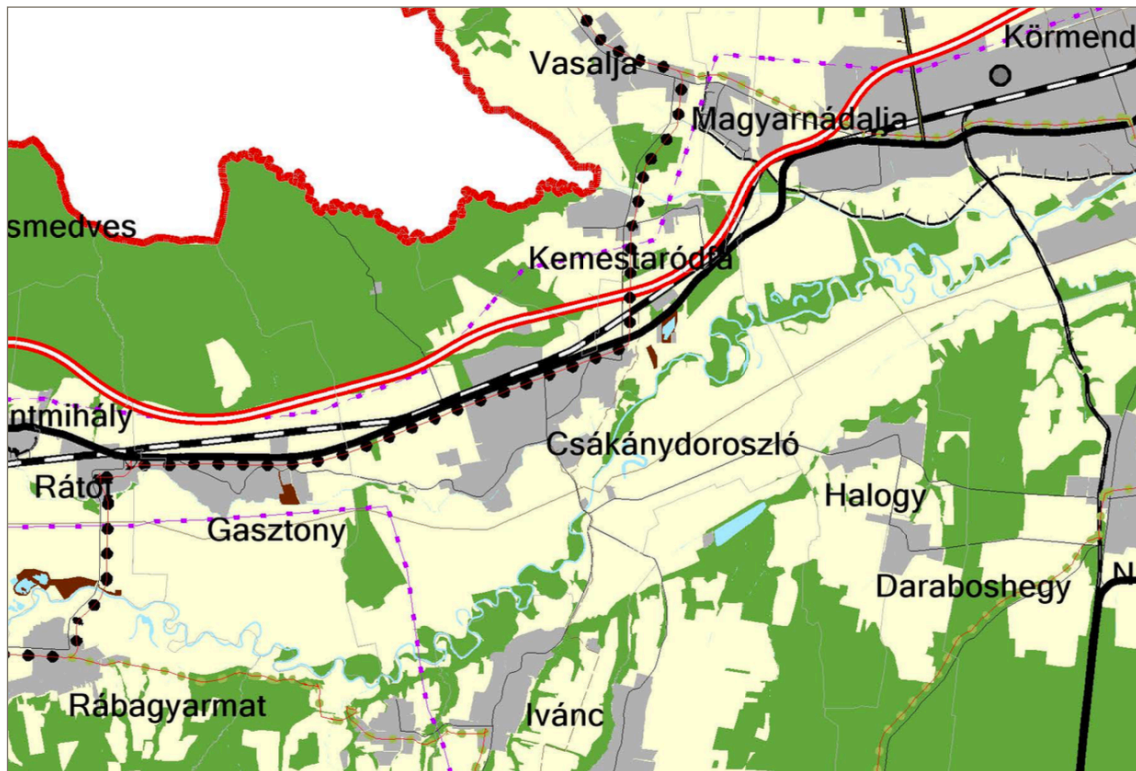 Körmend
Vasalja
Magyarnádalja
smedves
Kemestaródfa
ntmihály
Csákánydoroszló
Rátót
Halogy
Gasztony
Daraboshegy
N
Rábagyarmat
Ivánc